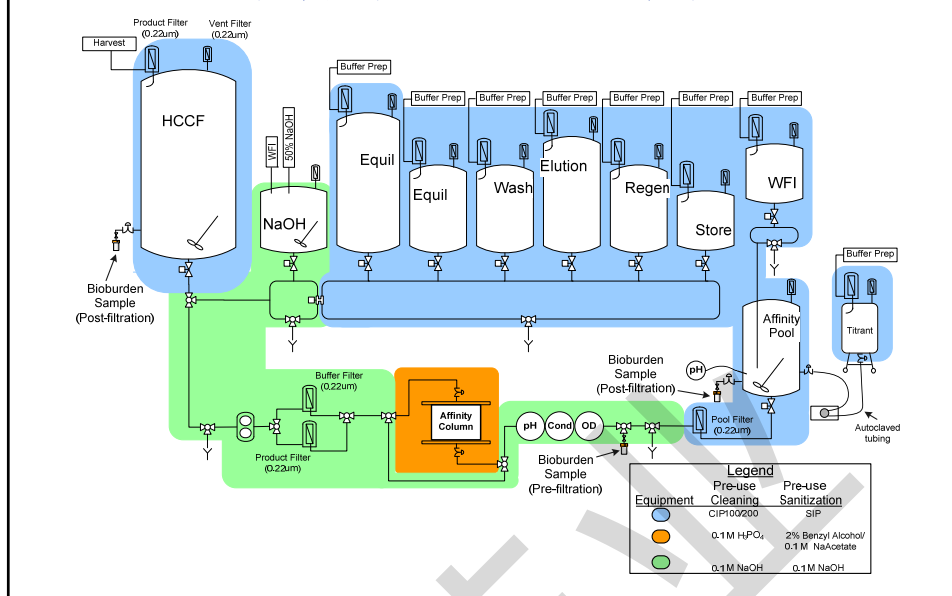 Product Filter
(0.22um)
Vent Filter
(0.22um)
Harvest
HCCF
WFI
50% NaOH
NaOH
Buffer Prep
Buffer Prep
Buffer Prep
Buffer Prep
Buffer Prep
Buffer Prep
Buffer Prep
Equil
Equil
Wash
Elution
Regen
Store
WFI
Buffer Prep
Titrant
Affinity
Pool
pH
Bioburden
Sample
(Post-filtration)
Bioburden
Sample
(Post-filtration)
Autoclaved
tubing
Buffer Filter
(0.22um)
Product Filter
(0.22um)
Affinity
Column
pH
Cond
OD
Pool Filter
(0.22um)
Bioburden
Sample
(Pre-filtration)
Legend
Equipment
Pre-use
Cleaning
Pre-use
Sanitization
CIP100/200
SIP
0.1M H3PO4
2% Benzyl Alcohol/
0.1M NaAcetate
0.1M NaOH
0.1M NaOH